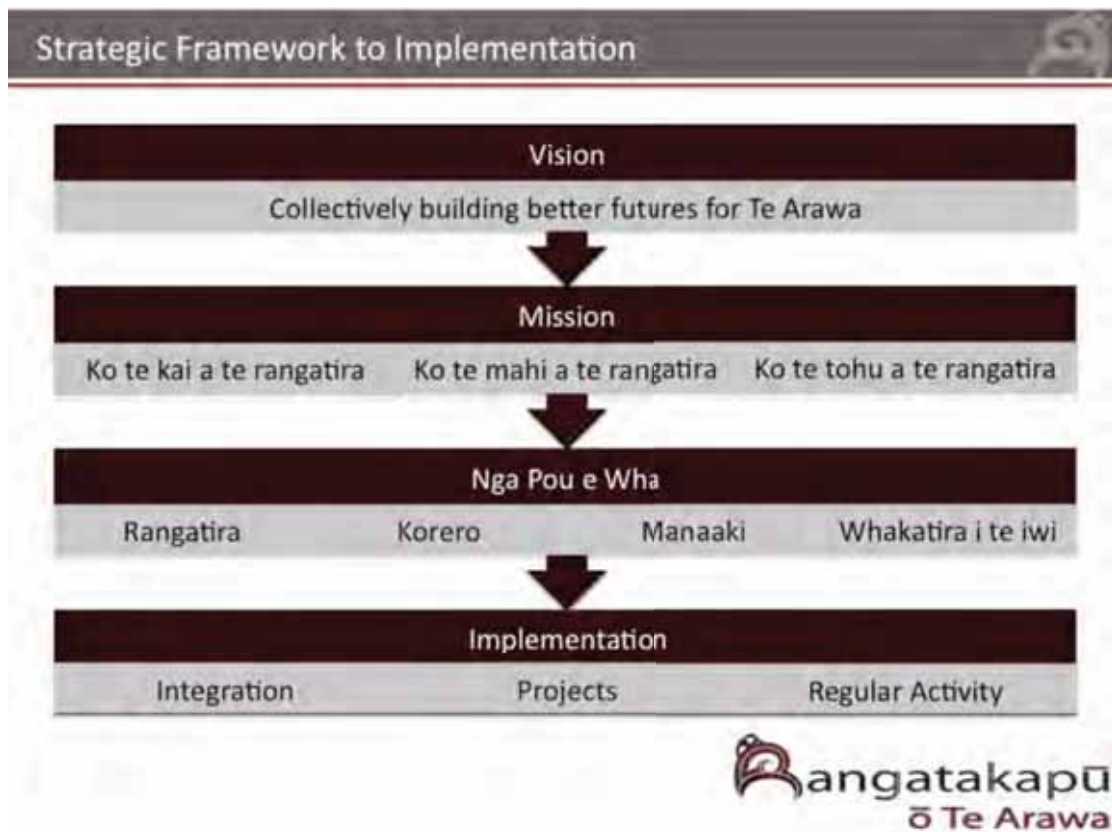 Strategic Framework to Implementation
Vision
Collectively building better futures for Te Arawa
Mission
Ko te kai a te rangatira Ko te mahi a te rangatira Ko te tohu a te rangatira
Nga Pou e Wha
Rangatira Korero Manaaki Whakatira i te iwi
Implementation
Integration Projects Regular Activity
Rangatakapū
ō Te Arawa